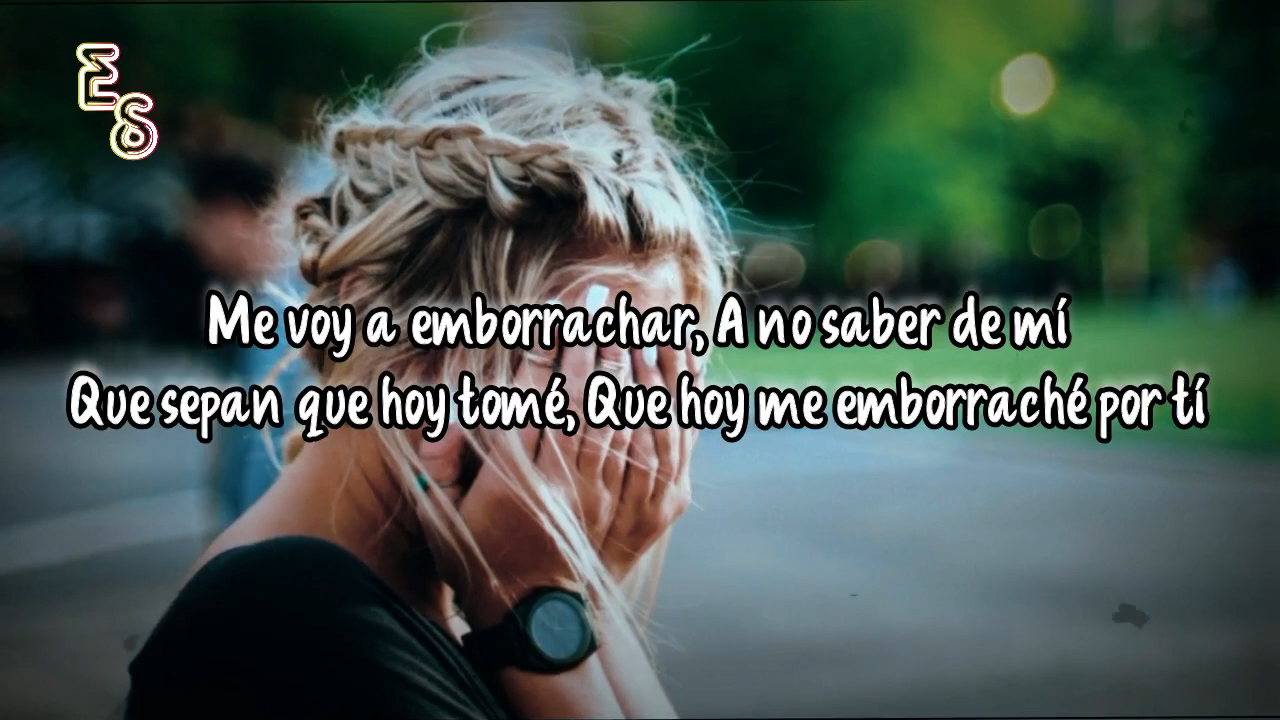 ES
Me voy a emborrachar, A no saber de mí
Que sepan que hoy tomé, Que hoy me emborraché por tí